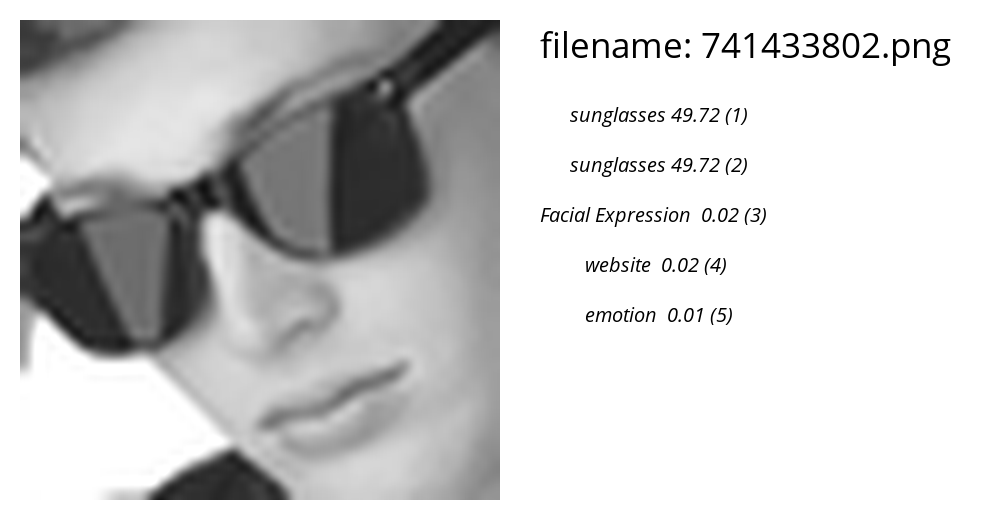 filename: 741433802.png
sunglasses 49.72 (1)
sunglasses 49.72 (2)
Facial Expression  0.02 (3)
website  0.02 (4)
emotion  0.01 (5)